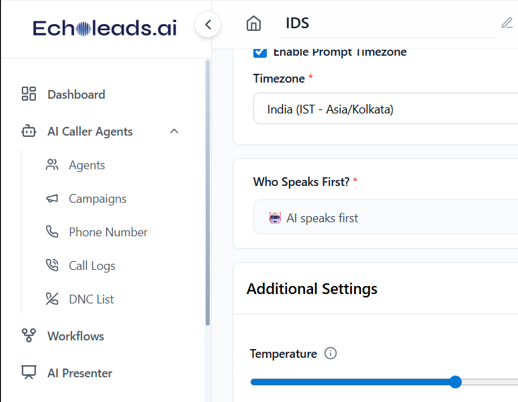 Echoleads.ai
IDS
Enable Prompt Timezone
Timezone *
India (IST - Asia/Kolkata)
Dashboard
AI Caller Agents
Agents
Campaigns
Phone Number
Call Logs
DNC List
Workflows
AI Presenter
Who Speaks First? *
AI speaks first
Additional Settings
Temperature